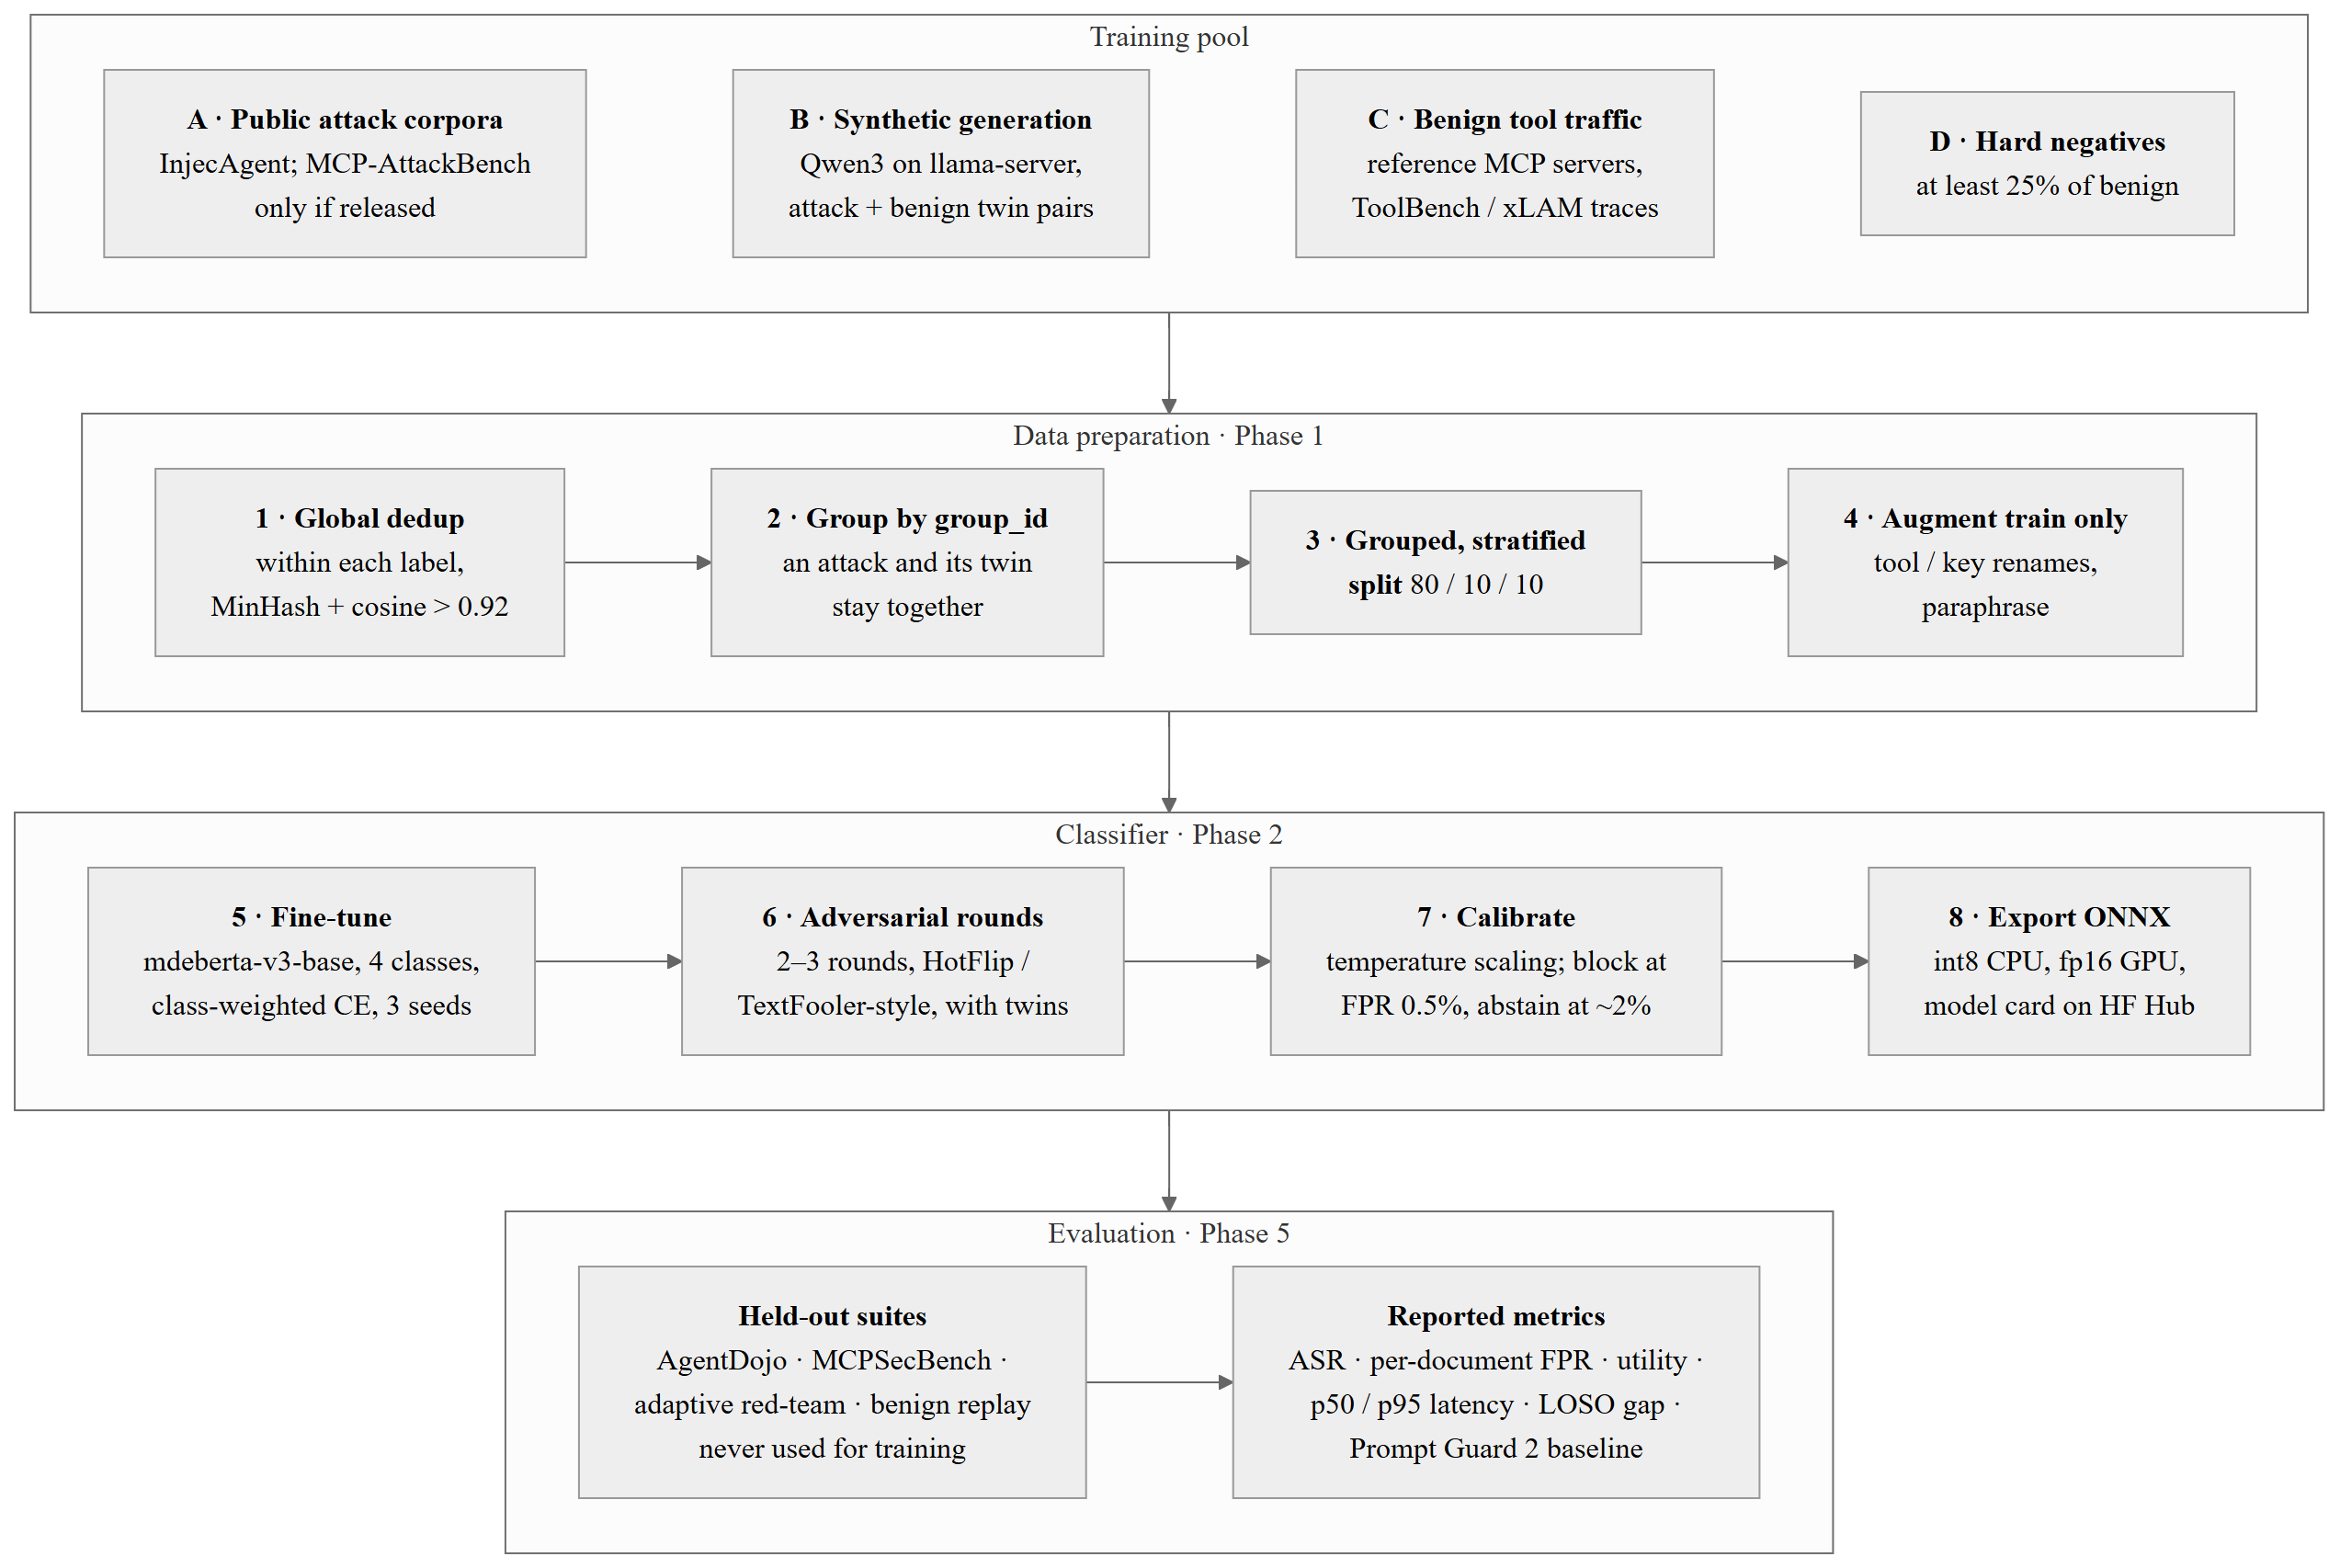 Training pool
A · Public attack corpora
InjecAgent; MCP-AttackBench
only if released
B · Synthetic generation
Qwen3 on llama-server,
attack + benign twin pairs
C · Benign tool traffic
reference MCP servers,
ToolBench / xLAM traces
D · Hard negatives
at least 25% of benign
Data preparation · Phase 1
1 · Global dedup
within each label,
MinHash + cosine > 0.92
2 · Group by group_id
an attack and its twin
stay together
3 · Grouped, stratified
split 80 / 10 / 10
4 · Augment train only
tool / key renames,
paraphrase
Classifier · Phase 2
5 · Fine-tune
mdeberta-v3-base, 4 classes,
class-weighted CE, 3 seeds
6 · Adversarial rounds
2–3 rounds, HotFlip /
TextFooler-style, with twins
7 · Calibrate
temperature scaling; block at
FPR 0.5%, abstain at ~2%
8 · Export ONNX
int8 CPU, fp16 GPU,
model card on HF Hub
Evaluation · Phase 5
Held-out suites
AgentDojo · MCPSecBench ·
adaptive red-team · benign replay
never used for training
Reported metrics
ASR · per-document FPR · utility ·
p50 / p95 latency · LOSO gap ·
Prompt Guard 2 baseline